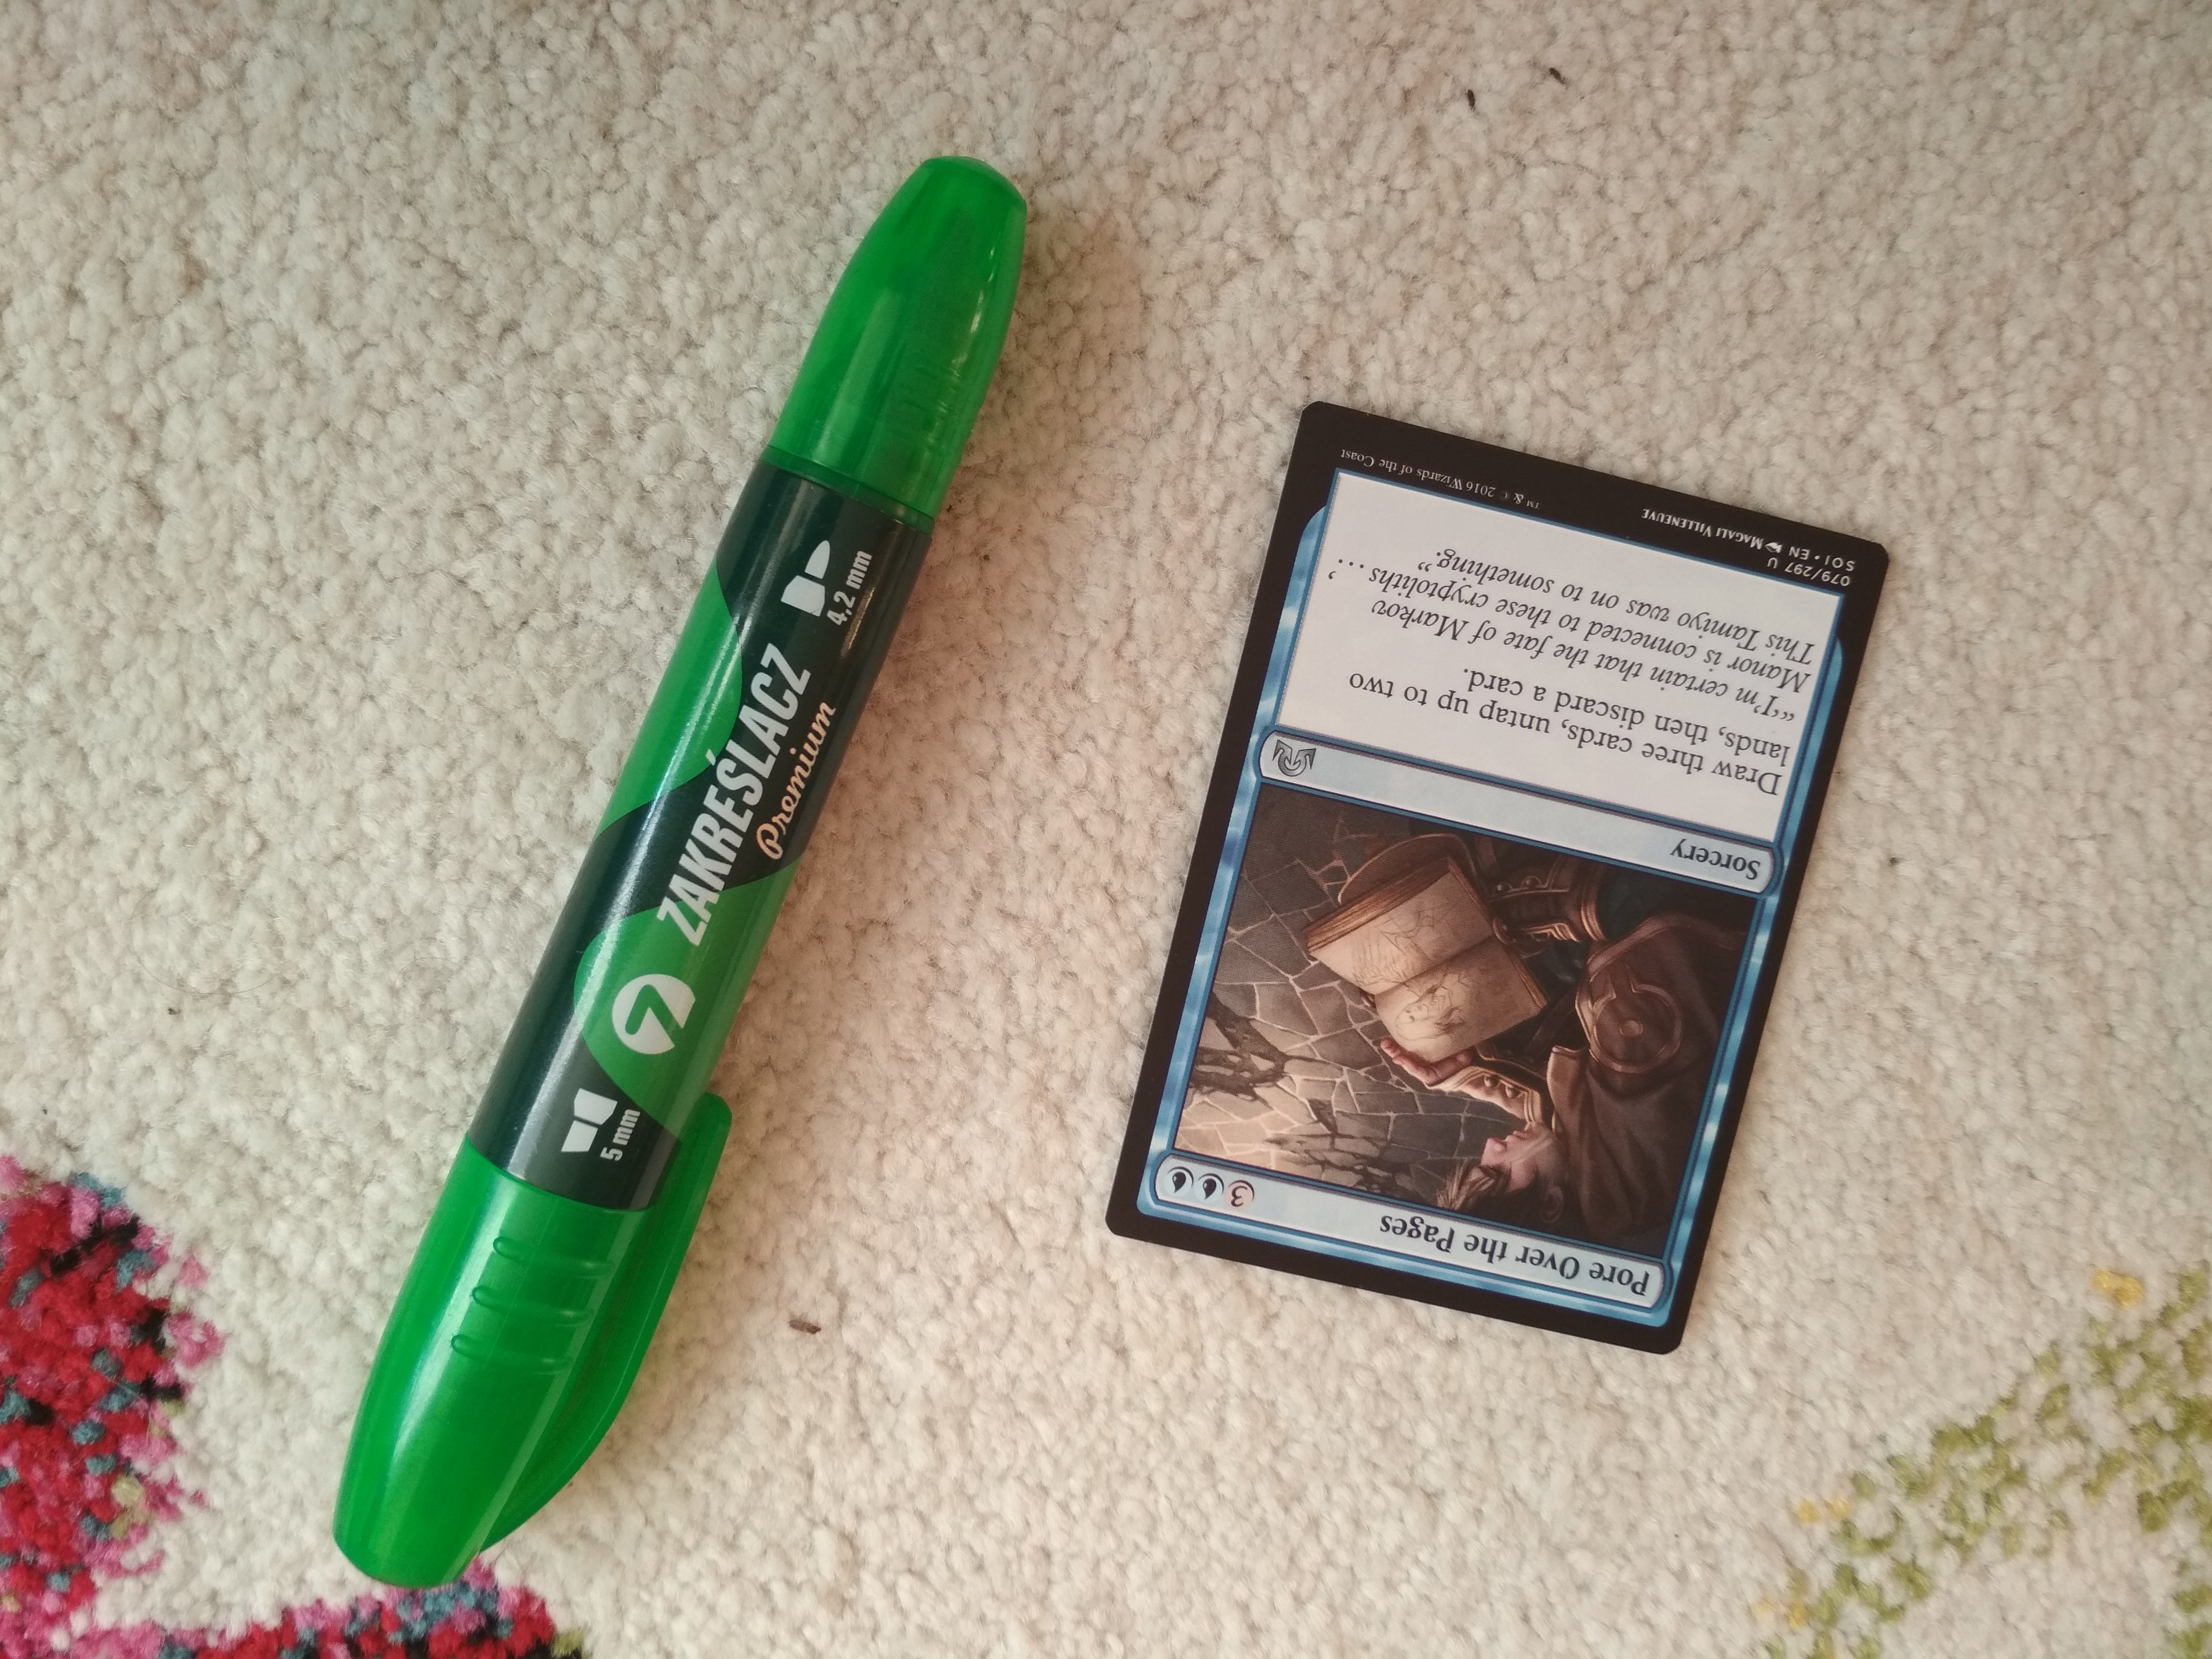 7 ZAKREŚLACZ
Premium
5 mm
4,2 mm
Pore Over the Pages
3
Sorcery
Draw three cards, untap up to two
lands, then discard a card.
"'I'm certain that the fate of Markov
Manor is connected to these cryptoliths . . .'
This Tamiyo was on to something."
079/297 U
SOI • EN MAGALI VILLENEUVE
™ & © 2016 Wizards of the Coast